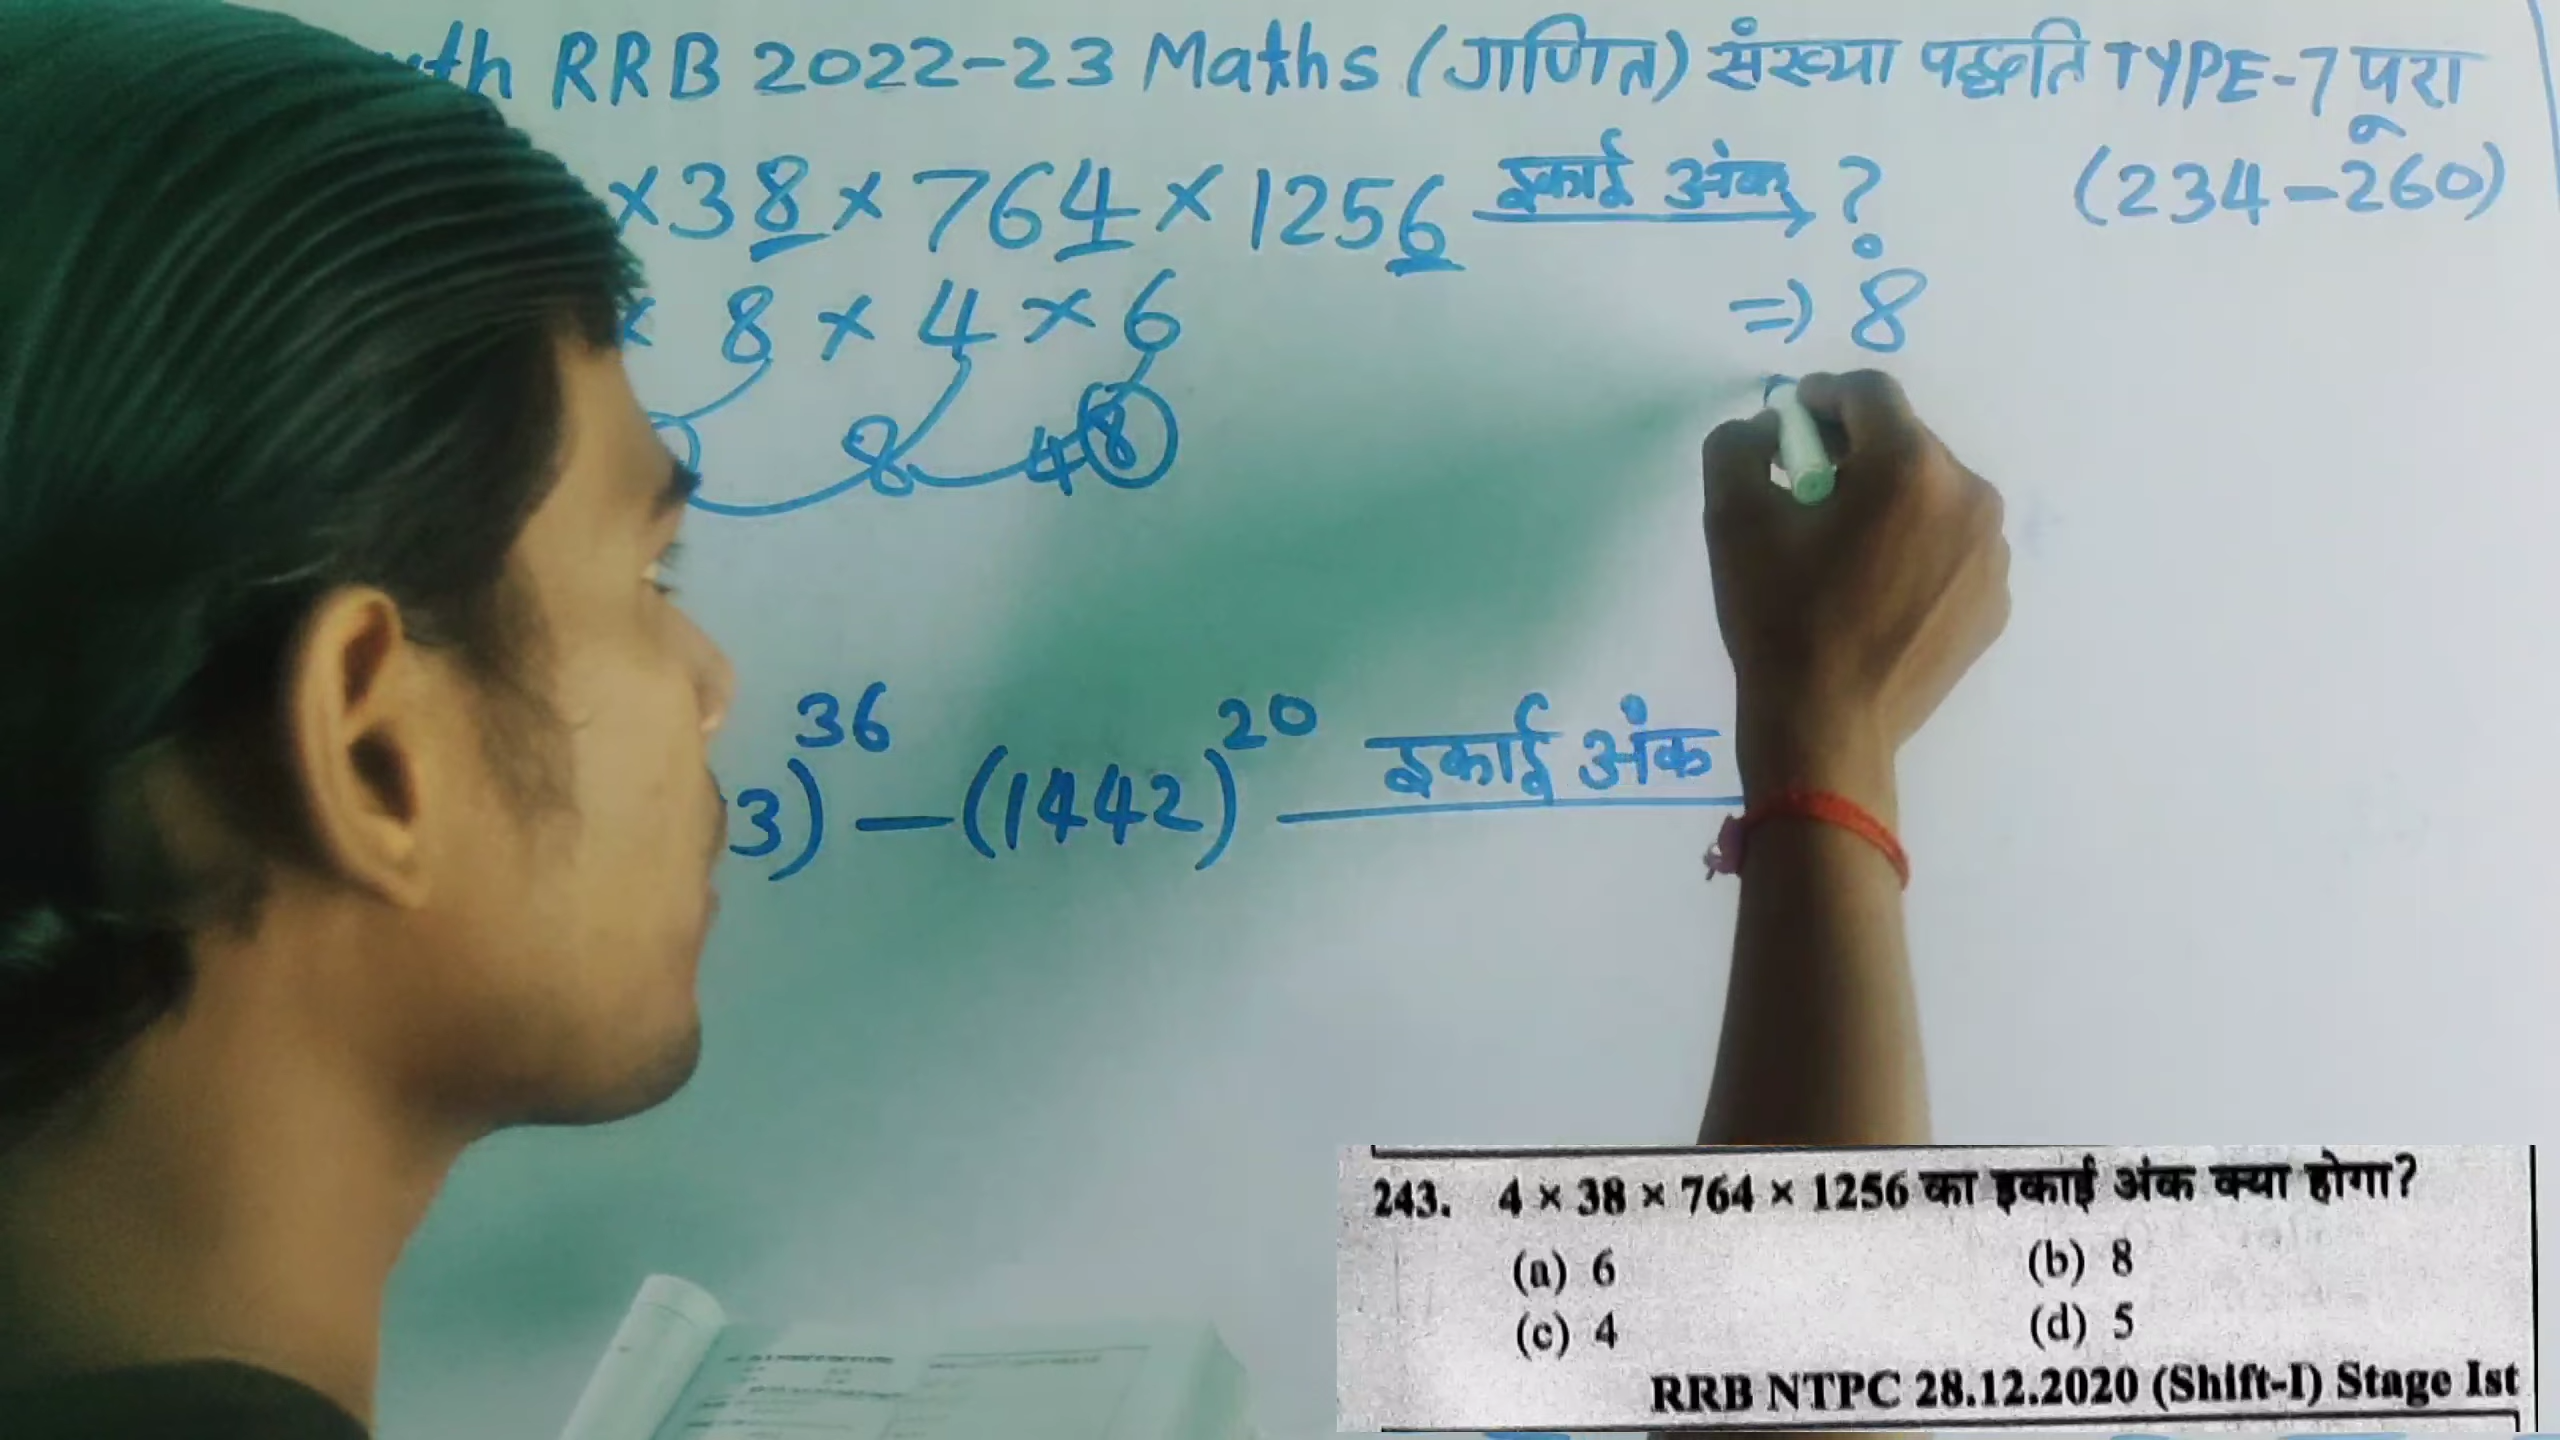 RRB 2022-23 Maths (गणित) संख्या पद्धति TYPE-7 पूरा
× 38 × 764 × 1256 इकाई अंक ?
(234-260)
× 8 × 4 × 6 => 8
8 48
3)^36 - (1442)^20 इकाई अंक
243. 4 × 38 × 764 × 1256 का इकाई अंक क्या होगा?
(a) 6 (b) 8
(c) 4 (d) 5
RRB NTPC 28.12.2020 (Shift-I) Stage Ist